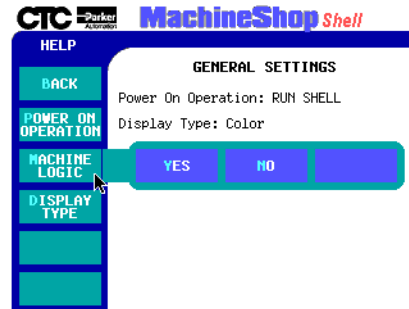 CTC Parker Automation MachineShop Shell
HELP
GENERAL SETTINGS
BACK
Power On Operation: RUN SHELL
POWER ON
OPERATION
Display Type: Color
MACHINE
LOGIC
YES NO
DISPLAY
TYPE